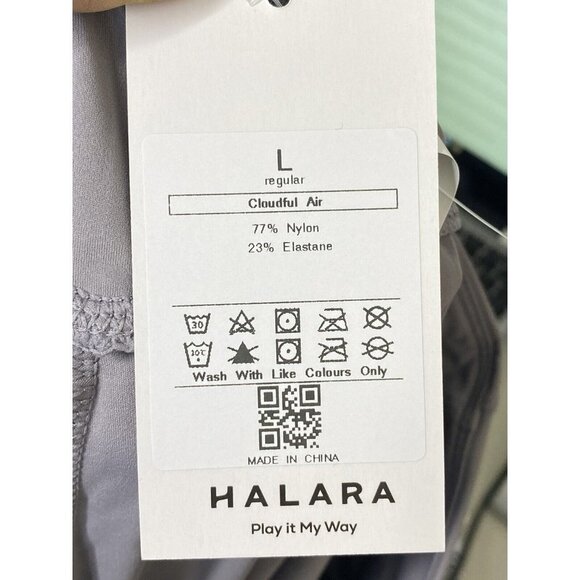 L
regular
Cloudful Air
77% Nylon
23% Elastane
30
Wash With Like Colours Only
MADE IN CHINA
HALARA
Play it My Way